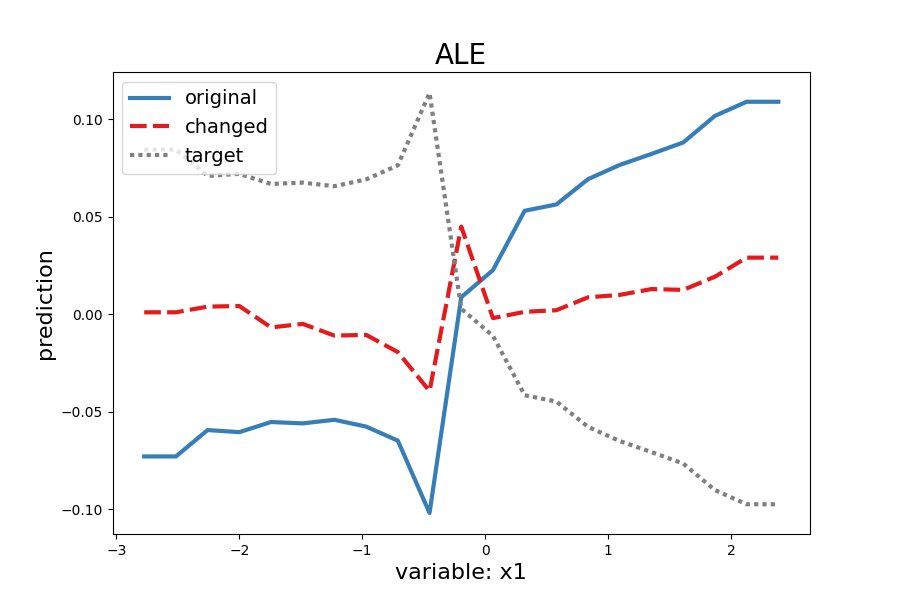 ALE
original
changed
target
prediction
0.10
0.05
0.00
−0.05
−0.10
−3
−2
−1
0
1
2
variable: x1